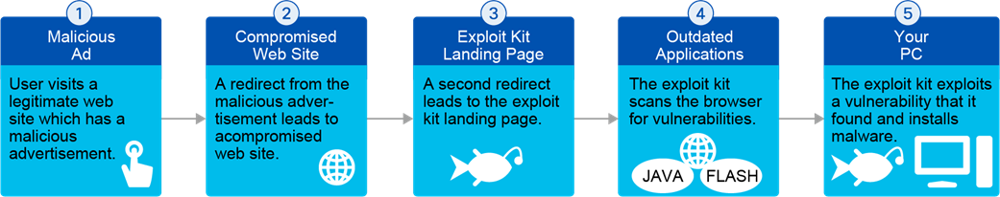 1
Malicious
Ad
User visits a
legitimate web
site which has a
malicious
advertisement.
2
Compromised
Web Site
A redirect from the
malicious adver-
tisement leads to
acompromised
web site.
3
Exploit Kit
Landing Page
A second redirect
leads to the exploit
kit landing page.
4
Outdated
Applications
The exploit kit
scans the browser
for vulnerabilities.
JAVA
FLASH
5
Your
PC
The exploit kit exploits
a vulnerability that it
found and installs
malware.